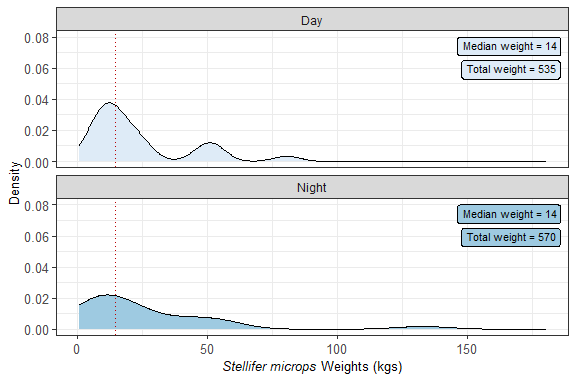 Day
0.08
0.06
0.04
0.02
0.00
Median weight = 14
Total weight = 535
Night
0.08
0.06
0.04
0.02
0.00
Median weight = 14
Total weight = 570
Density
0 50 100 150
Stellifer microps Weights (kgs)